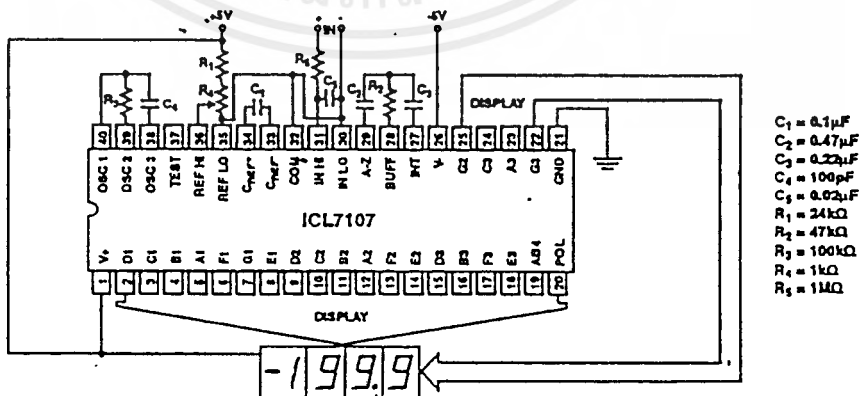 +5V
IN
-5V
R1
R5
R3
C4
R4
C1
C5
C2
R2
C3
DISPLAY
40 39 38 37 36 35 34 33 32 31 30 29 28 27 26 25 24 23 22 21
OSC 1 OSC 2 OSC 3 TEST REF HI REF LO CREF CREF COM IN HI IN LO A-Z BUFF INT V- G2 C3 A3 G3 GND
ICL7107
V+ D1 C1 B1 A1 F1 G1 E1 D2 C2 B2 A2 F2 E2 D3 B3 F3 E3 AB4 POL
1 2 3 4 5 6 7 8 9 10 11 12 13 14 15 16 17 18 19 20
DISPLAY
-199.9
C1 = 0.1μF
C2 = 0.47μF
C3 = 0.22μF
C4 = 100pF
C5 = 0.02μF
R1 = 24kΩ
R2 = 47kΩ
R3 = 100kΩ
R4 = 1kΩ
R5 = 1MΩ